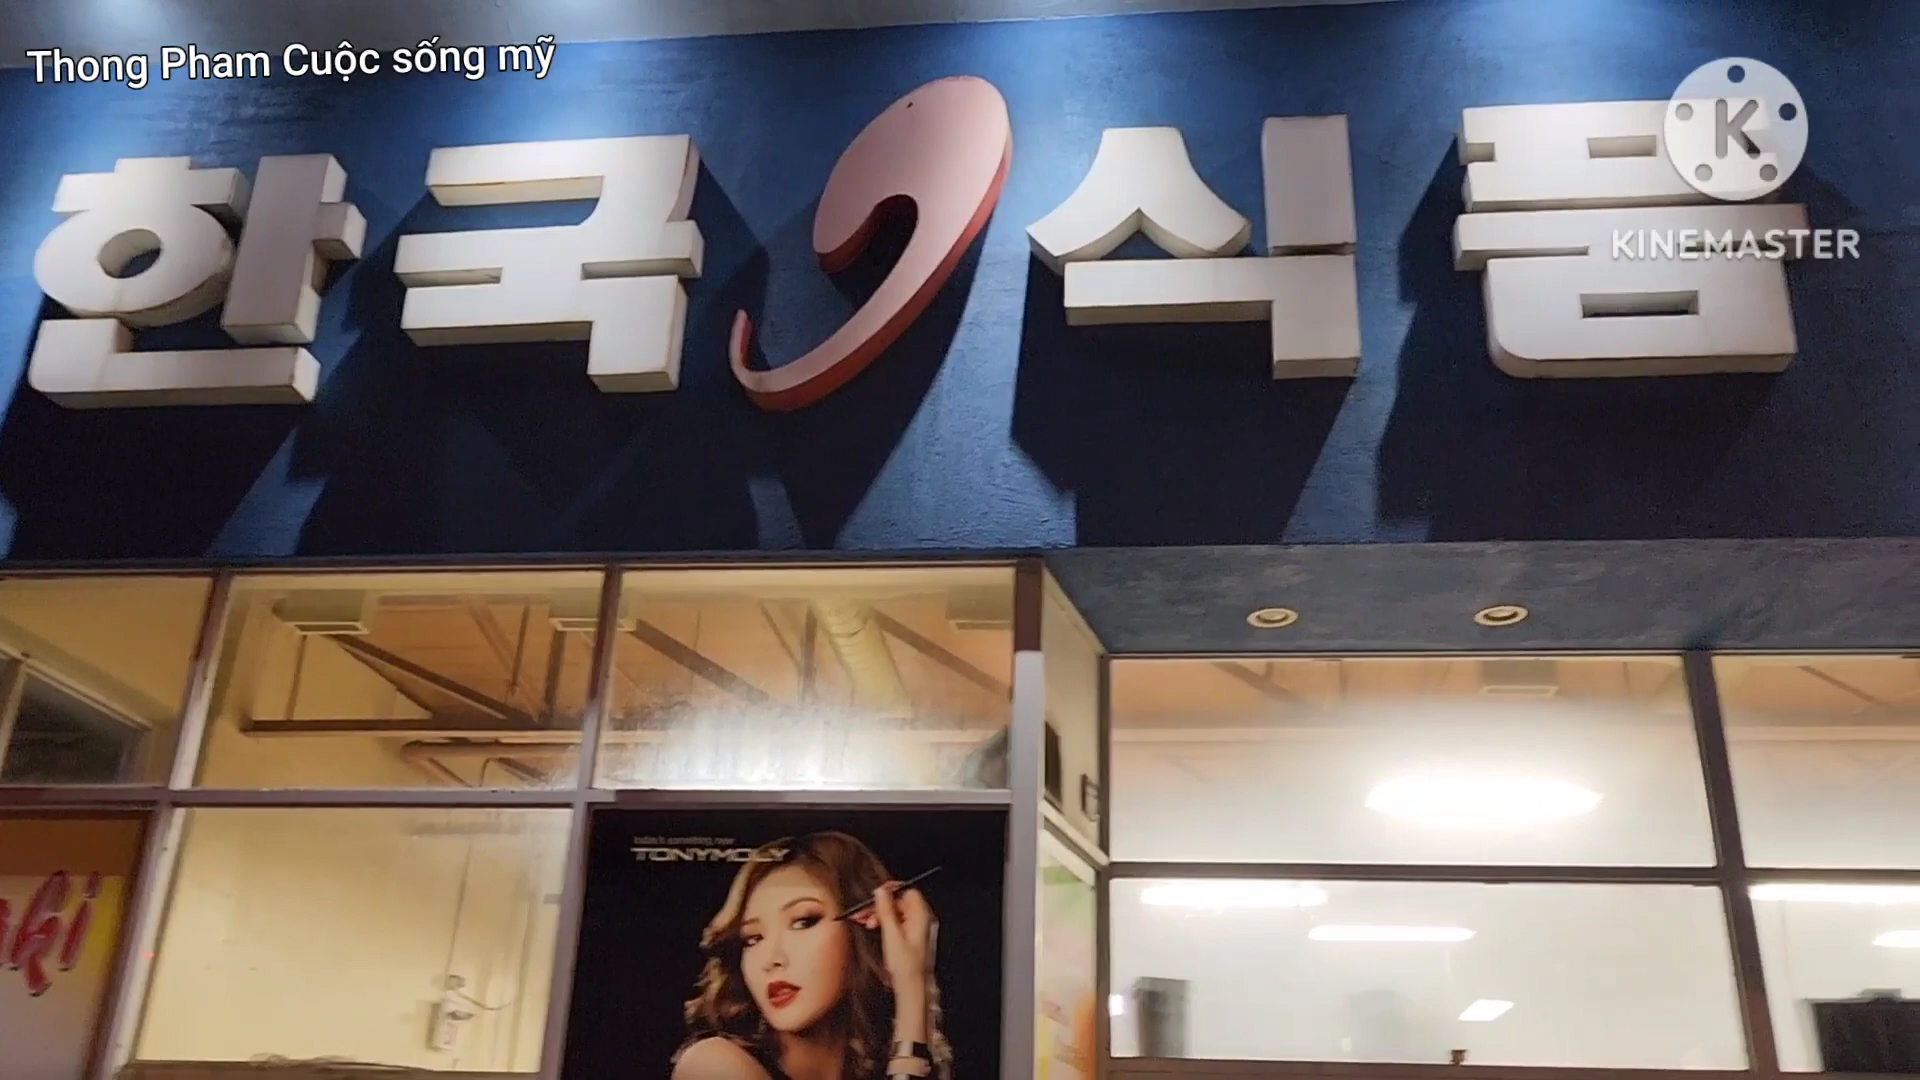 Thong Pham Cuộc sống mỹ
한국 식품
K
KINEMASTER
TONYMOLY